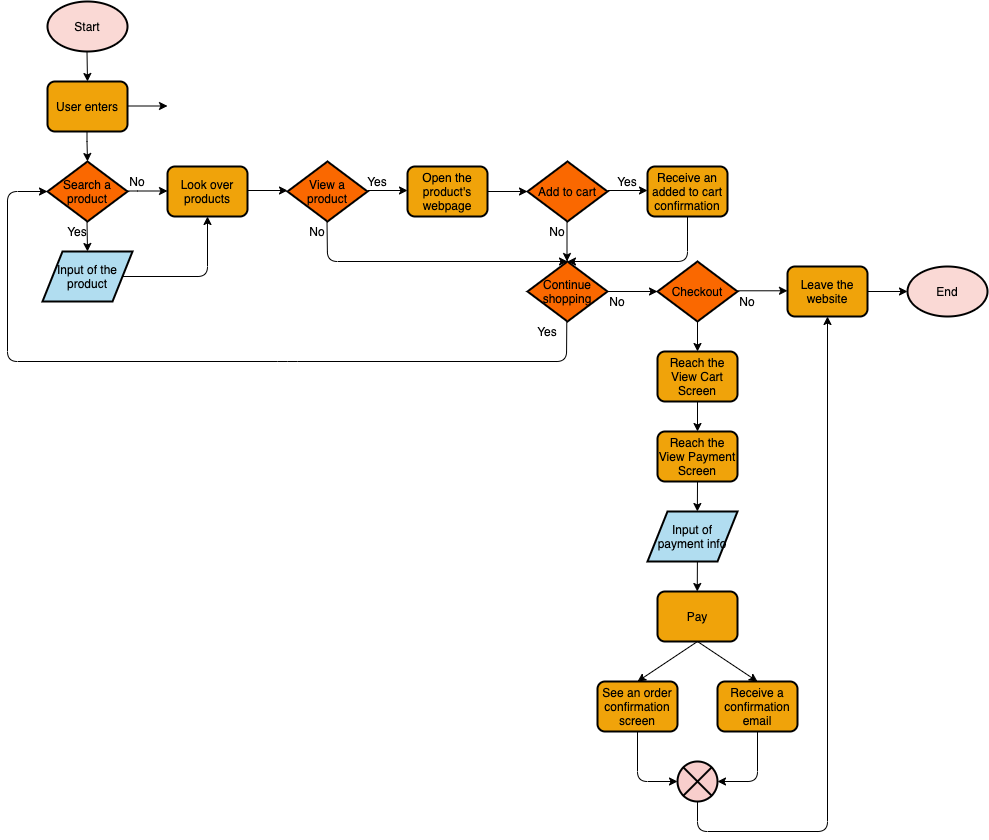 Start
User enters
Search a
product
No
Look over
products
View a
product
Yes
Open the
product's
webpage
Add to cart
Yes
Receive an
added to cart
confirmation
Yes
No
No
Input of the
product
Continue
shopping
No
Checkout
No
Leave the
website
End
Yes
Reach the
View Cart
Screen
Reach the
View Payment
Screen
Input of
payment info
Pay
See an order
confirmation
screen
Receive a
confirmation
email